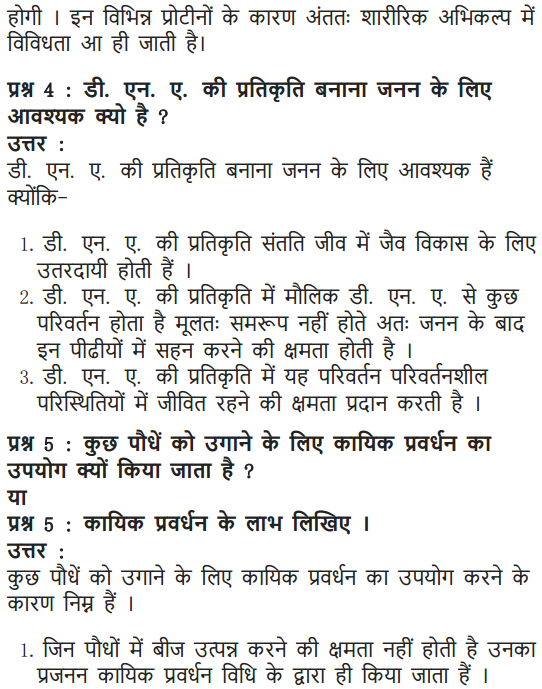 होगी । इन विभिन्न प्रोटीनों के कारण अंततः शारीरिक अभिकल्प में
विविधता आ ही जाती है।
प्रश्न 4 : डी. एन. ए. की प्रतिकृति बनाना जनन के लिए
आवश्यक क्यो है ?
उत्तर :
डी. एन. ए. की प्रतिकृति बनाना जनन के लिए आवश्यक हैं
क्योंकि-
1. डी. एन. ए. की प्रतिकृति संतति जीव में जैव विकास के लिए
उतरदायी होती हैं ।
2. डी. एन. ए. की प्रतिकृति में मौलिक डी. एन. ए. से कुछ
परिवर्तन होता है मूलतः समरूप नहीं होते अतः जनन के बाद
इन पीढीयों में सहन करने की क्षमता होती है ।
3. डी. एन. ए. की प्रतिकृति में यह परिवर्तन परिवर्तनशील
परिस्थितियों में जीवित रहने की क्षमता प्रदान करती है ।
प्रश्न 5 : कुछ पौधें को उगाने के लिए कायिक प्रवर्धन का
उपयोग क्यों किया जाता है ?
या
प्रश्न 5 : कायिक प्रवर्धन के लाभ लिखिए ।
उत्तर :
कुछ पौधें को उगाने के लिए कायिक प्रवर्धन का उपयोग करने के
कारण निम्न हैं ।
1. जिन पौधों में बीज उत्पन्न करने की क्षमता नहीं होती है उनका
प्रजनन कायिक प्रवर्धन विधि के द्वारा ही किया जाता हैं ।